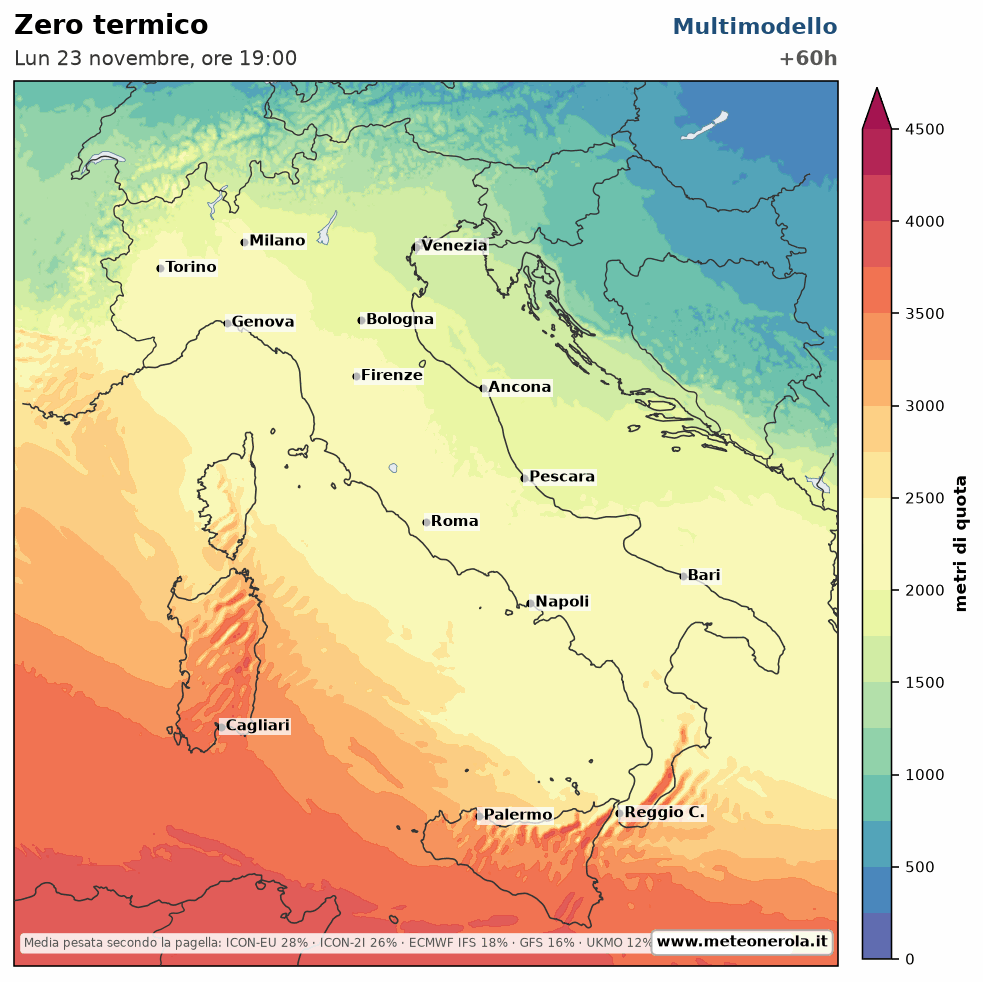 Zero termico
Multimodello
Lun 23 novembre, ore 19:00
+60h
4500
4000
3500
3000
2500
2000
1500
1000
500
0
metri di quota
Milano
Venezia
Torino
Genova
Bologna
Firenze
Ancona
Pescara
Roma
Bari
Napoli
Cagliari
Palermo
Reggio C.
Media pesata secondo la pagella: ICON-EU 28% · ICON-2I 26% · ECMWF IFS 18% · GFS 16% · UKMO 12%
www.meteonerola.it